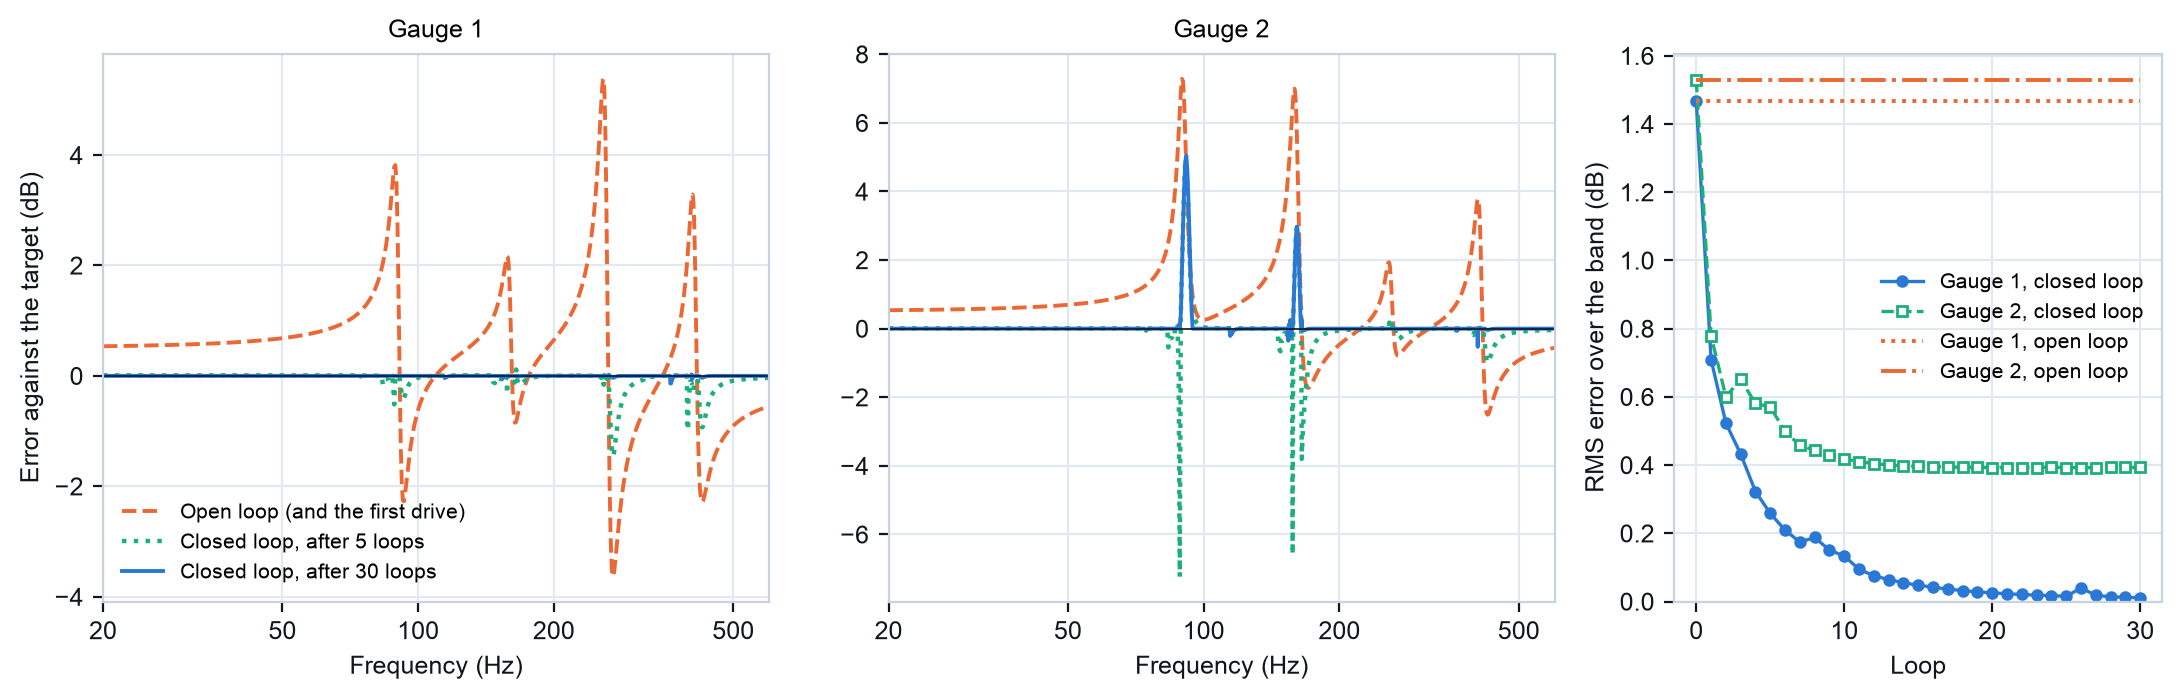 Gauge 1
Error against the target (dB)
4
2
0
−2
−4
Open loop (and the first drive)
Closed loop, after 5 loops
Closed loop, after 30 loops
20
50
100
200
500
Frequency (Hz)
Gauge 2
8
6
4
2
0
−2
−4
−6
20
50
100
200
500
Frequency (Hz)
RMS error over the band (dB)
1.6
1.4
1.2
1.0
0.8
0.6
0.4
0.2
0.0
Gauge 1, closed loop
Gauge 2, closed loop
Gauge 1, open loop
Gauge 2, open loop
0
10
20
30
Loop